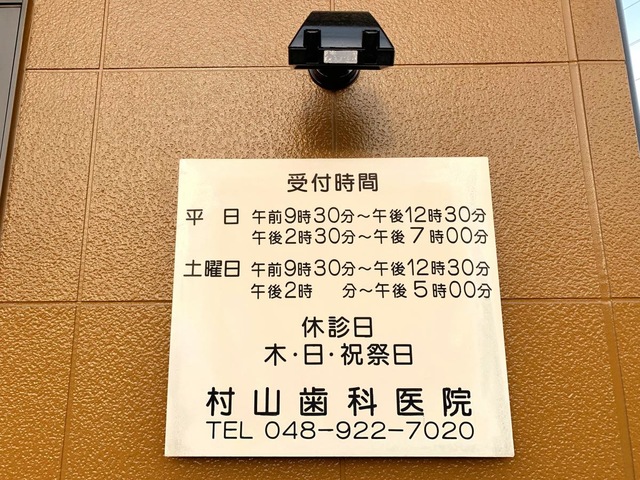 受付時間
平日 午前9時30分～午後12時30分
午後2時30分～午後7時00分
土曜日 午前9時30分～午後12時30分
午後2時 分～午後5時00分
休診日
木・日・祝祭日
村山歯科医院
TEL 048-922-7020